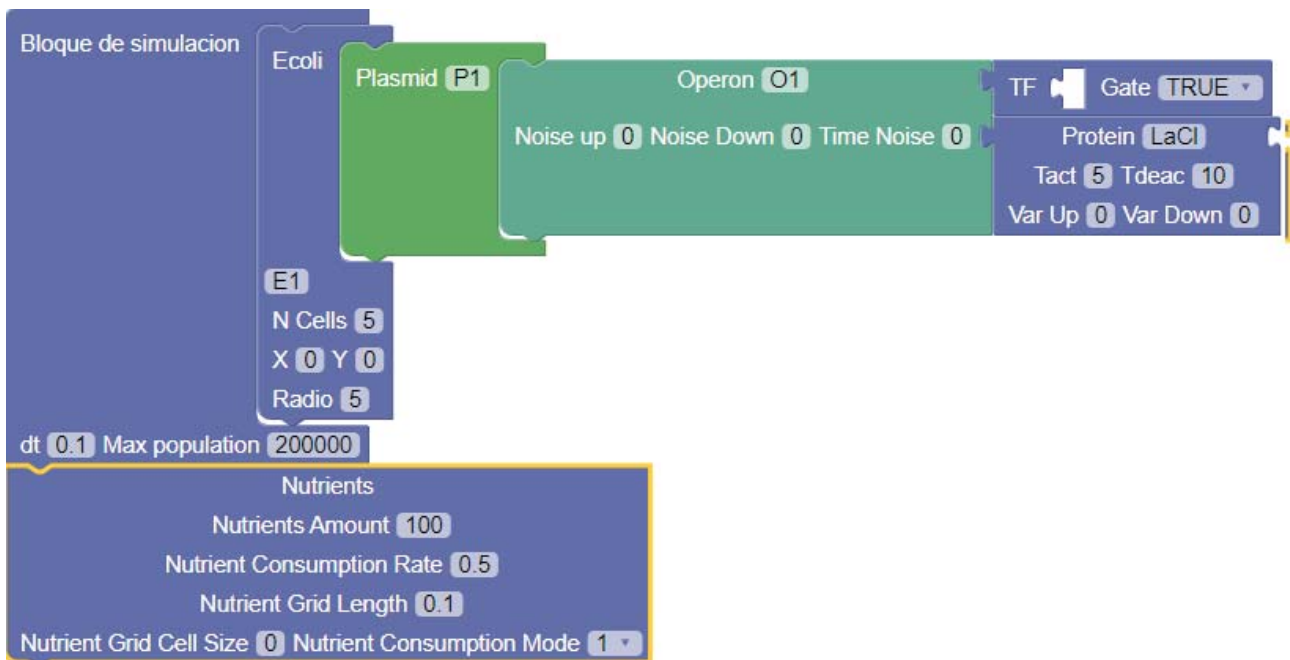 Bloque de simulacion
Ecoli
Plasmid P1
Operon O1
TF Gate TRUE
Noise up 0 Noise Down 0 Time Noise 0
Protein LaCl
Tact 5 Tdeac 10
Var Up 0 Var Down 0
E1
N Cells 5
X 0 Y 0
Radio 5
dt 0.1 Max population 200000
Nutrients
Nutrients Amount 100
Nutrient Consumption Rate 0.5
Nutrient Grid Length 0.1
Nutrient Grid Cell Size 0 Nutrient Consumption Mode 1